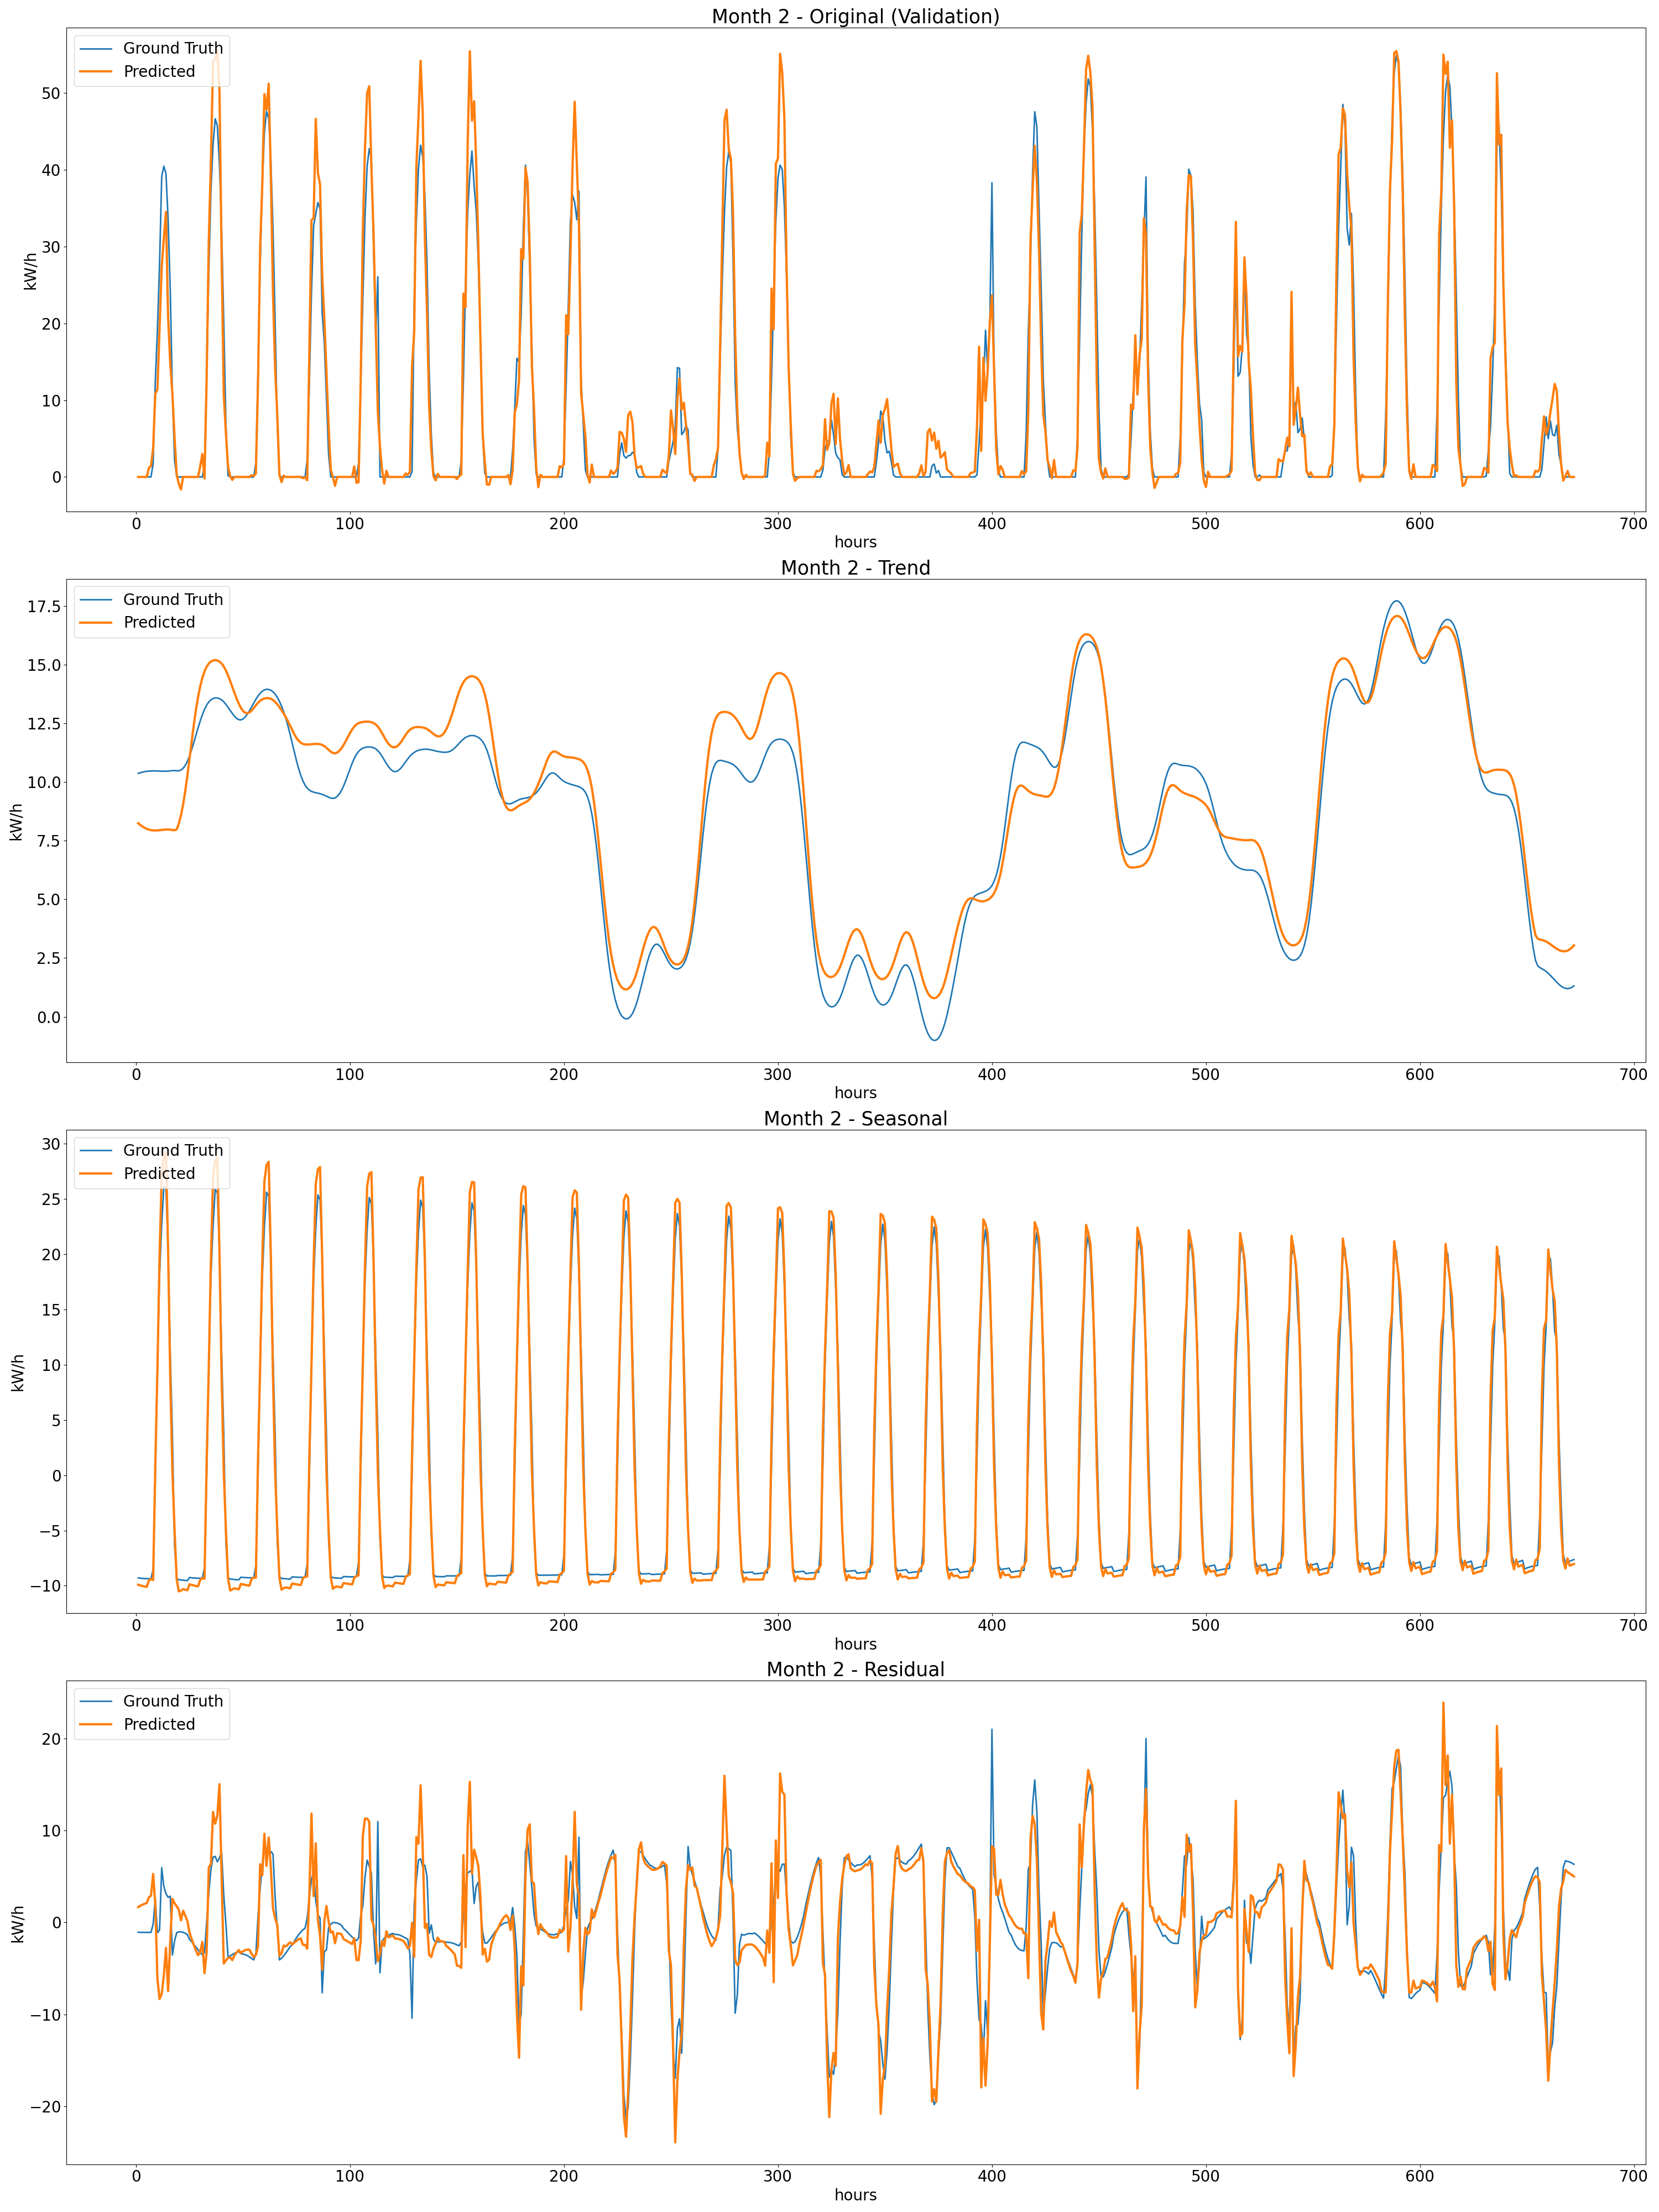 Month 2 - Original (Validation)
Ground Truth
Predicted
kW/h
50
40
30
20
10
0
0 100 200 300 400 500 600 700
hours
Month 2 - Trend
Ground Truth
Predicted
kW/h
17.5
15.0
12.5
10.0
7.5
5.0
2.5
0.0
0 100 200 300 400 500 600 700
hours
Month 2 - Seasonal
Ground Truth
Predicted
kW/h
30
25
20
15
10
5
0
−5
−10
0 100 200 300 400 500 600 700
hours
Month 2 - Residual
Ground Truth
Predicted
kW/h
20
10
0
−10
−20
0 100 200 300 400 500 600 700
hours